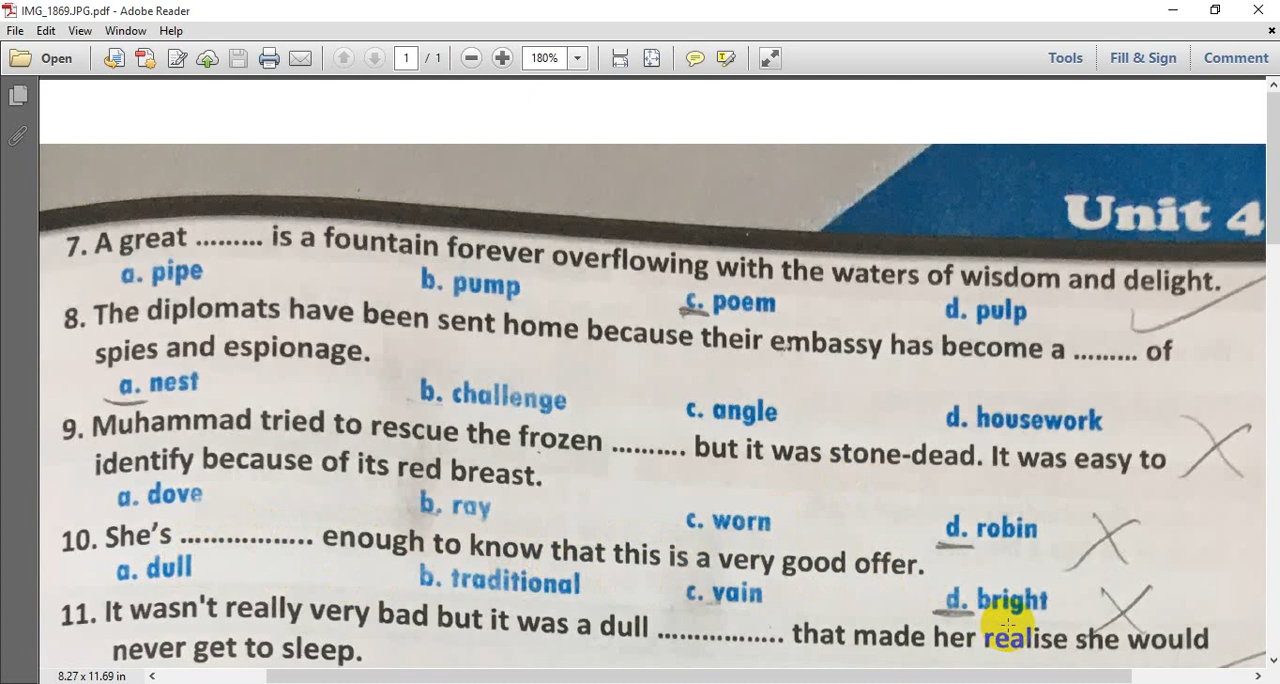 IMG_1869.JPG.pdf - Adobe Reader
File Edit View Window Help
Open 1 / 1 180% Tools Fill & Sign Comment
Unit 4
7. A great ......... is a fountain forever overflowing with the waters of wisdom and delight.
a. pipe b. pump c. poem d. pulp
8. The diplomats have been sent home because their embassy has become a ......... of
spies and espionage.
a. nest b. challenge c. angle d. housework
9. Muhammad tried to rescue the frozen .......... but it was stone-dead. It was easy to
identify because of its red breast.
a. dove b. ray c. worn d. robin
10. She's ................. enough to know that this is a very good offer.
a. dull b. traditional c. vain d. bright
11. It wasn't really very bad but it was a dull ................. that made her realise she would
never get to sleep.
8.27 x 11.69 in